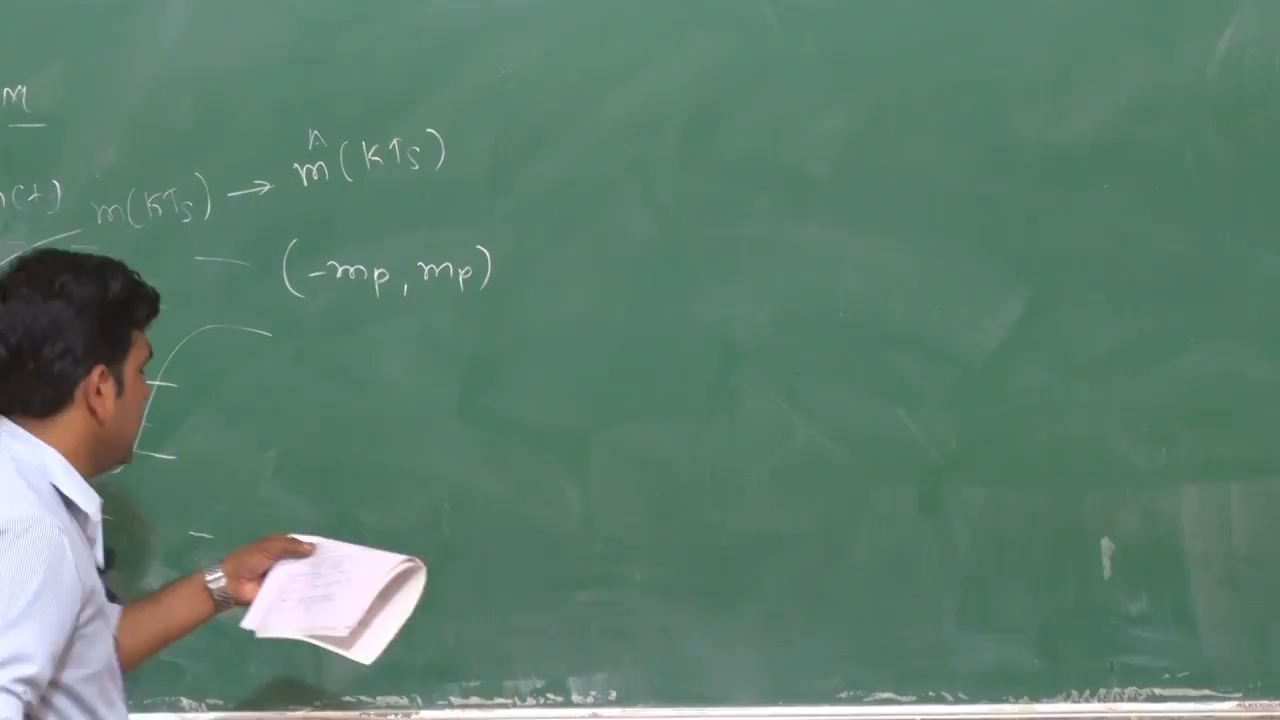 M
m(t) m(KTs) → m̂(KTs)
(-mp, mp)